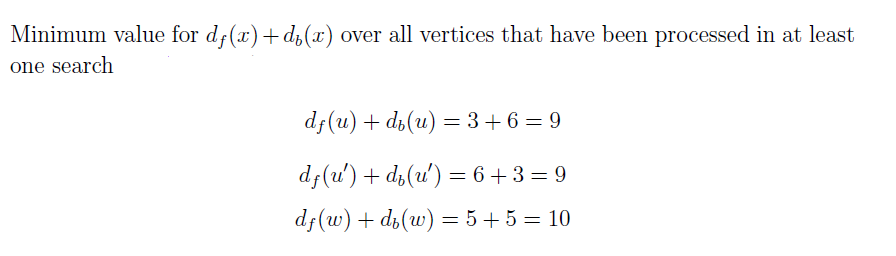 Minimum value for d_f(x) + d_b(x) over all vertices that have been processed in at least
one search
d_f(u) + d_b(u) = 3 + 6 = 9
d_f(u′) + d_b(u′) = 6 + 3 = 9
d_f(w) + d_b(w) = 5 + 5 = 10